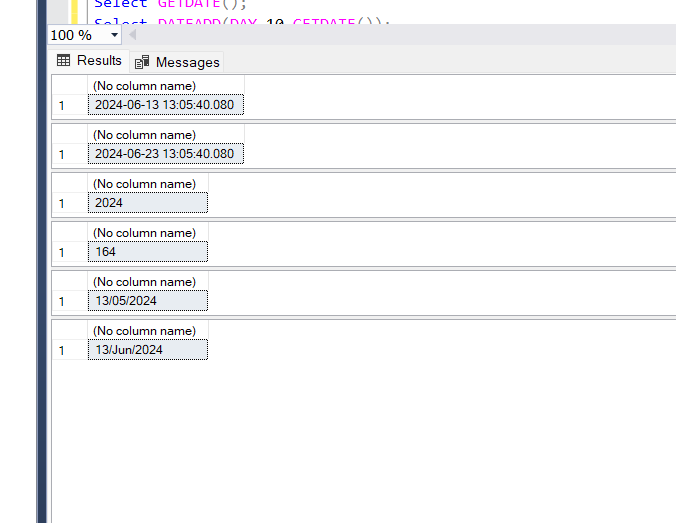 Select GETDATE();
Select DATEADD(DAY,10,GETDATE());
100 %
Results Messages
(No column name)
1 2024-06-13 13:05:40.080
(No column name)
1 2024-06-23 13:05:40.080
(No column name)
1 2024
(No column name)
1 164
(No column name)
1 13/05/2024
(No column name)
1 13/Jun/2024